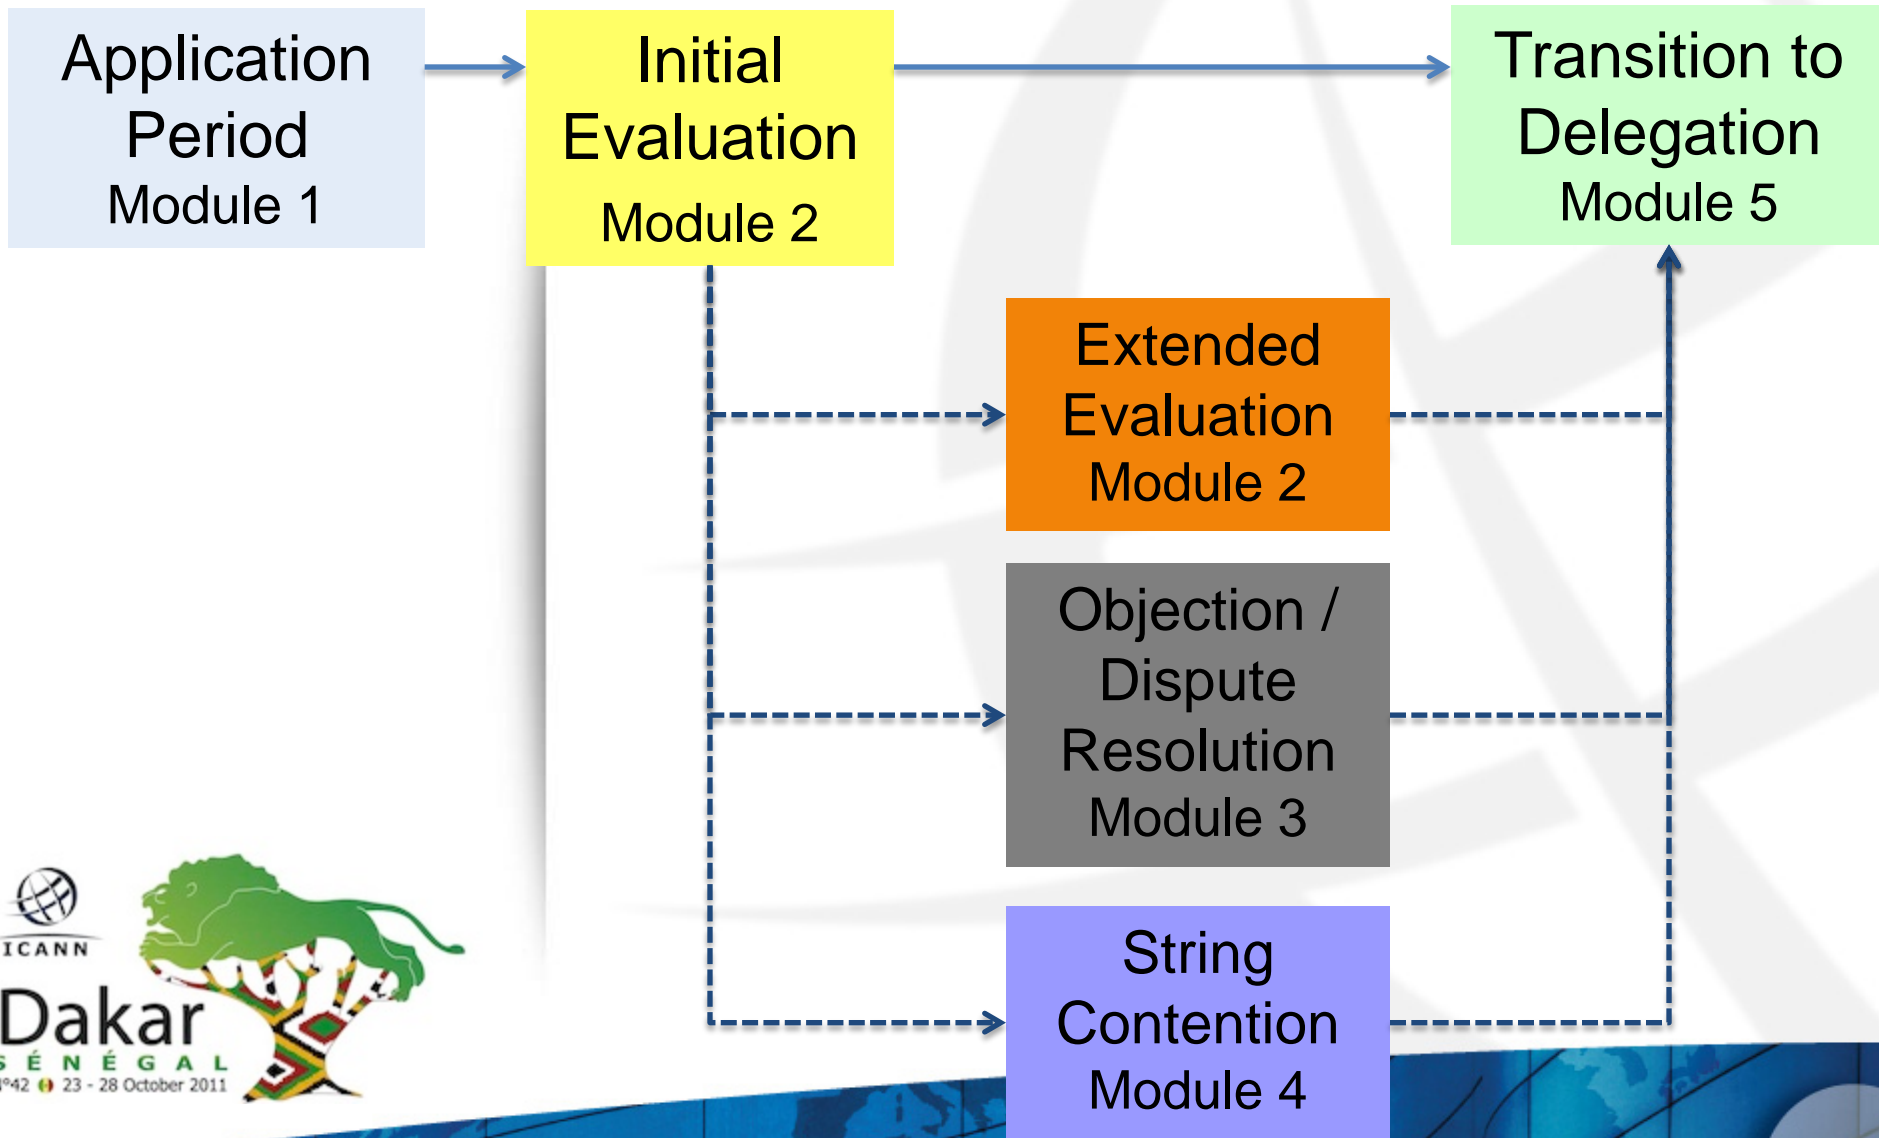 Application
Period
Module 1
Initial
Evaluation
Module 2
Transition to
Delegation
Module 5
Extended
Evaluation
Module 2
Objection /
Dispute
Resolution
Module 3
String
Contention
Module 4
ICANN
Dakar
SÉNÉGAL
N°42 23 - 28 October 2011